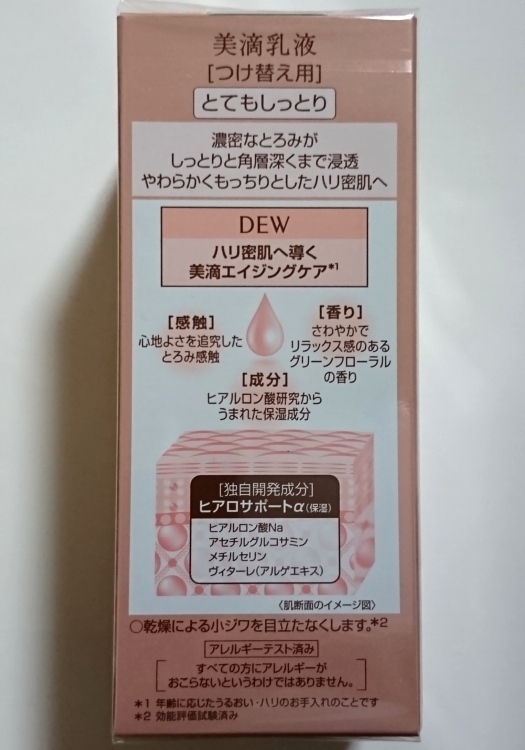 美滴乳液
[つけ替え用]
とてもしっとり
濃密なとろみが
しっとりと角層深くまで浸透
やわらかくもっちりとしたハリ密肌へ
DEW
ハリ密肌へ導く
美滴エイジングケア*1
[感触]
心地よさを追究した
とろみ感触
[香り]
さわやかで
リラックス感のある
グリーンフローラル
の香り
[成分]
ヒアルロン酸研究から
うまれた保湿成分
[独自開発成分]
ヒアロサポートα(保湿)
ヒアルロン酸Na
アセチルグルコサミン
メチルセリン
ヴィターレ(アルゲエキス)
〈肌断面のイメージ図〉
○乾燥による小ジワを目立たなくします。*2
アレルギーテスト済み
すべての方にアレルギーが
おこらないというわけではありません。
*1 年齢に応じたうるおい・ハリのお手入れのことです
*2 効能評価試験済み